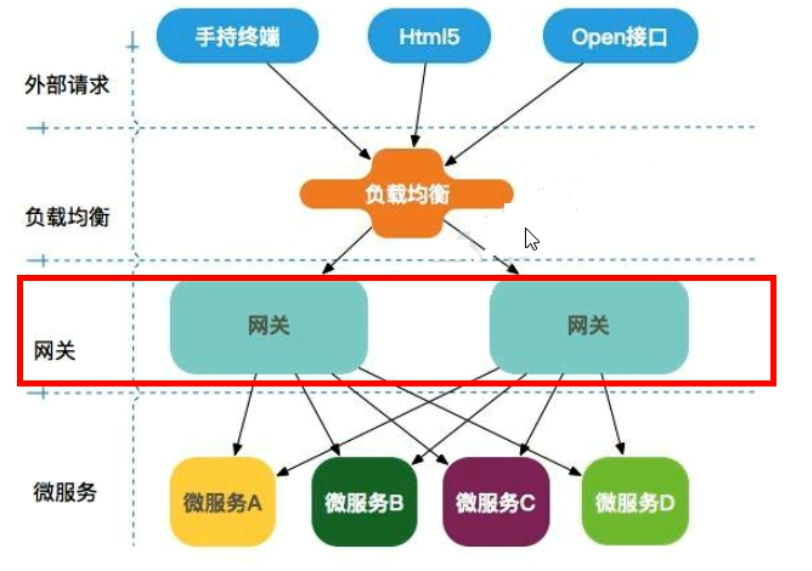 手持终端
Html5
Open接口
外部请求
负载均衡
负载均衡
网关
网关
网关
微服务
微服务A
微服务B
微服务C
微服务D